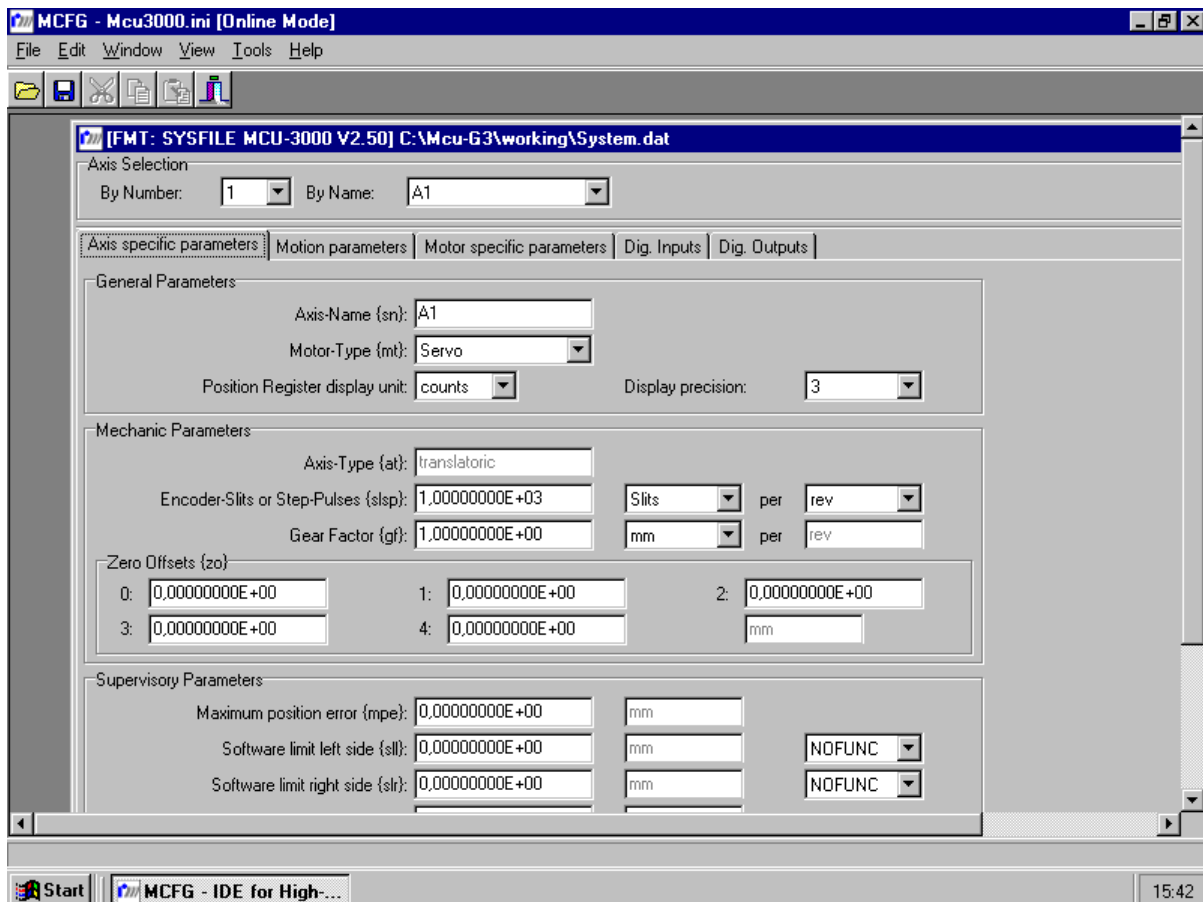 MCFG - Mcu3000.ini [Online Mode]
File Edit Window View Tools Help
[FMT: SYSFILE MCU-3000 V2.50] C:\Mcu-G3\working\System.dat
Axis Selection
By Number: 1 By Name: A1
Axis specific parameters Motion parameters Motor specific parameters Dig. Inputs Dig. Outputs
General Parameters
Axis-Name {sn}: A1
Motor-Type {mt}: Servo
Position Register display unit: counts Display precision: 3
Mechanic Parameters
Axis-Type {at}: translatoric
Encoder-Slits or Step-Pulses {slsp}: 1,00000000E+03 Slits per rev
Gear Factor {gf}: 1,00000000E+00 mm per rev
Zero Offsets {zo}
0: 0,00000000E+00 1: 0,00000000E+00 2: 0,00000000E+00
3: 0,00000000E+00 4: 0,00000000E+00 mm
Supervisory Parameters
Maximum position error {mpe}: 0,00000000E+00 mm
Software limit left side {sll}: 0,00000000E+00 mm NOFUNC
Software limit right side {slr}: 0,00000000E+00 mm NOFUNC
Start MCFG - IDE for High-... 15:42